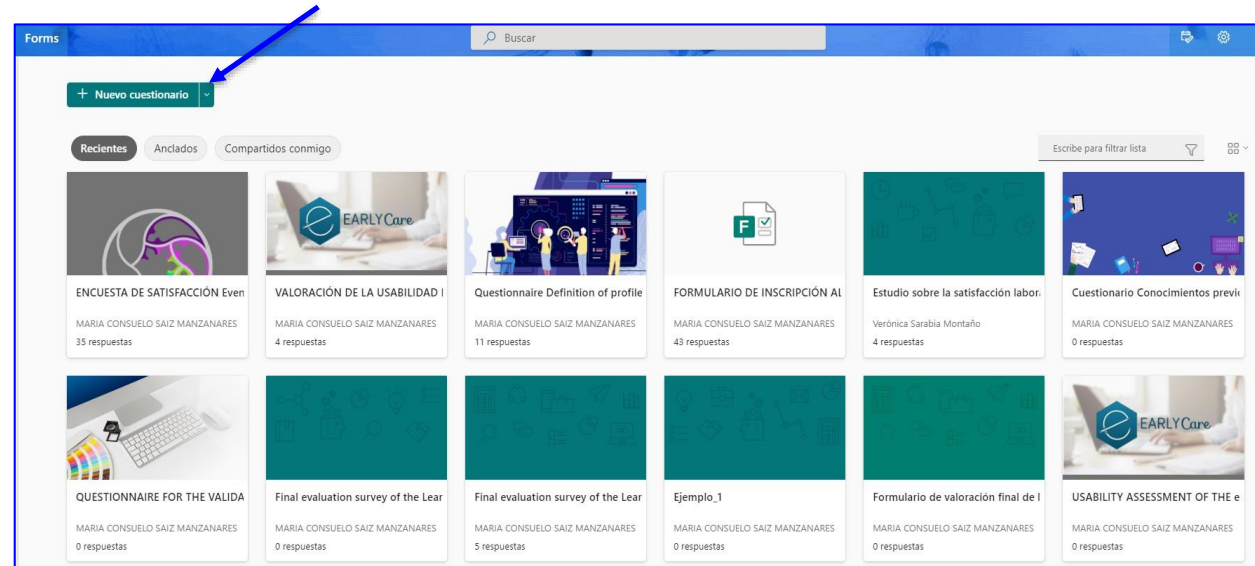 Forms
Buscar
+ Nuevo cuestionario
Recientes Anclados Compartidos conmigo
Escribe para filtrar lista
EARLYCare
F
ENCUESTA DE SATISFACCIÓN Even
VALORACIÓN DE LA USABILIDAD
Questionnaire Definition of profile
FORMULARIO DE INSCRIPCIÓN AL
Estudio sobre la satisfacción labora
Cuestionario Conocimientos previ
MARIA CONSUELO SAIZ MANZANARES
MARIA CONSUELO SAIZ MANZANARES
MARIA CONSUELO SAIZ MANZANARES
MARIA CONSUELO SAIZ MANZANARES
Verónica Sarabia Montaño
MARIA CONSUELO SAIZ MANZANARES
35 respuestas
4 respuestas
11 respuestas
43 respuestas
4 respuestas
0 respuestas
EARLYCare
QUESTIONNAIRE FOR THE VALIDA
Final evaluation survey of the Lear
Final evaluation survey of the Lear
Ejemplo_1
Formulario de valoración final de l
USABILITY ASSESSMENT OF THE e
MARIA CONSUELO SAIZ MANZANARES
MARIA CONSUELO SAIZ MANZANARES
MARIA CONSUELO SAIZ MANZANARES
MARIA CONSUELO SAIZ MANZANARES
MARIA CONSUELO SAIZ MANZANARES
MARIA CONSUELO SAIZ MANZANARES
0 respuestas
0 respuestas
5 respuestas
0 respuestas
0 respuestas
0 respuestas